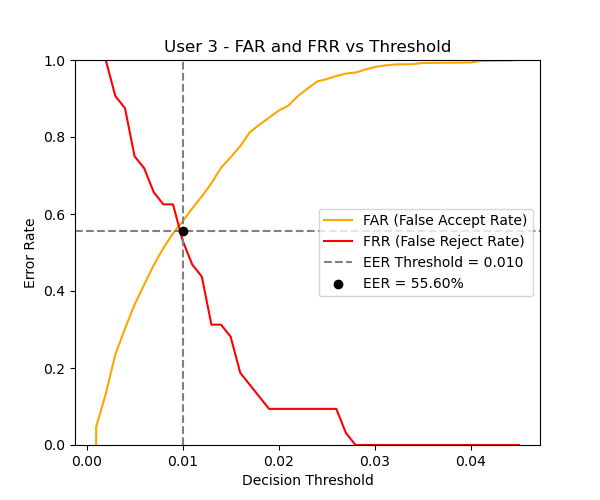 User 3 - FAR and FRR vs Threshold
1.0
0.8
0.6
0.4
0.2
0.0
Error Rate
FAR (False Accept Rate)
FRR (False Reject Rate)
EER Threshold = 0.010
EER = 55.60%
0.00 0.01 0.02 0.03 0.04
Decision Threshold